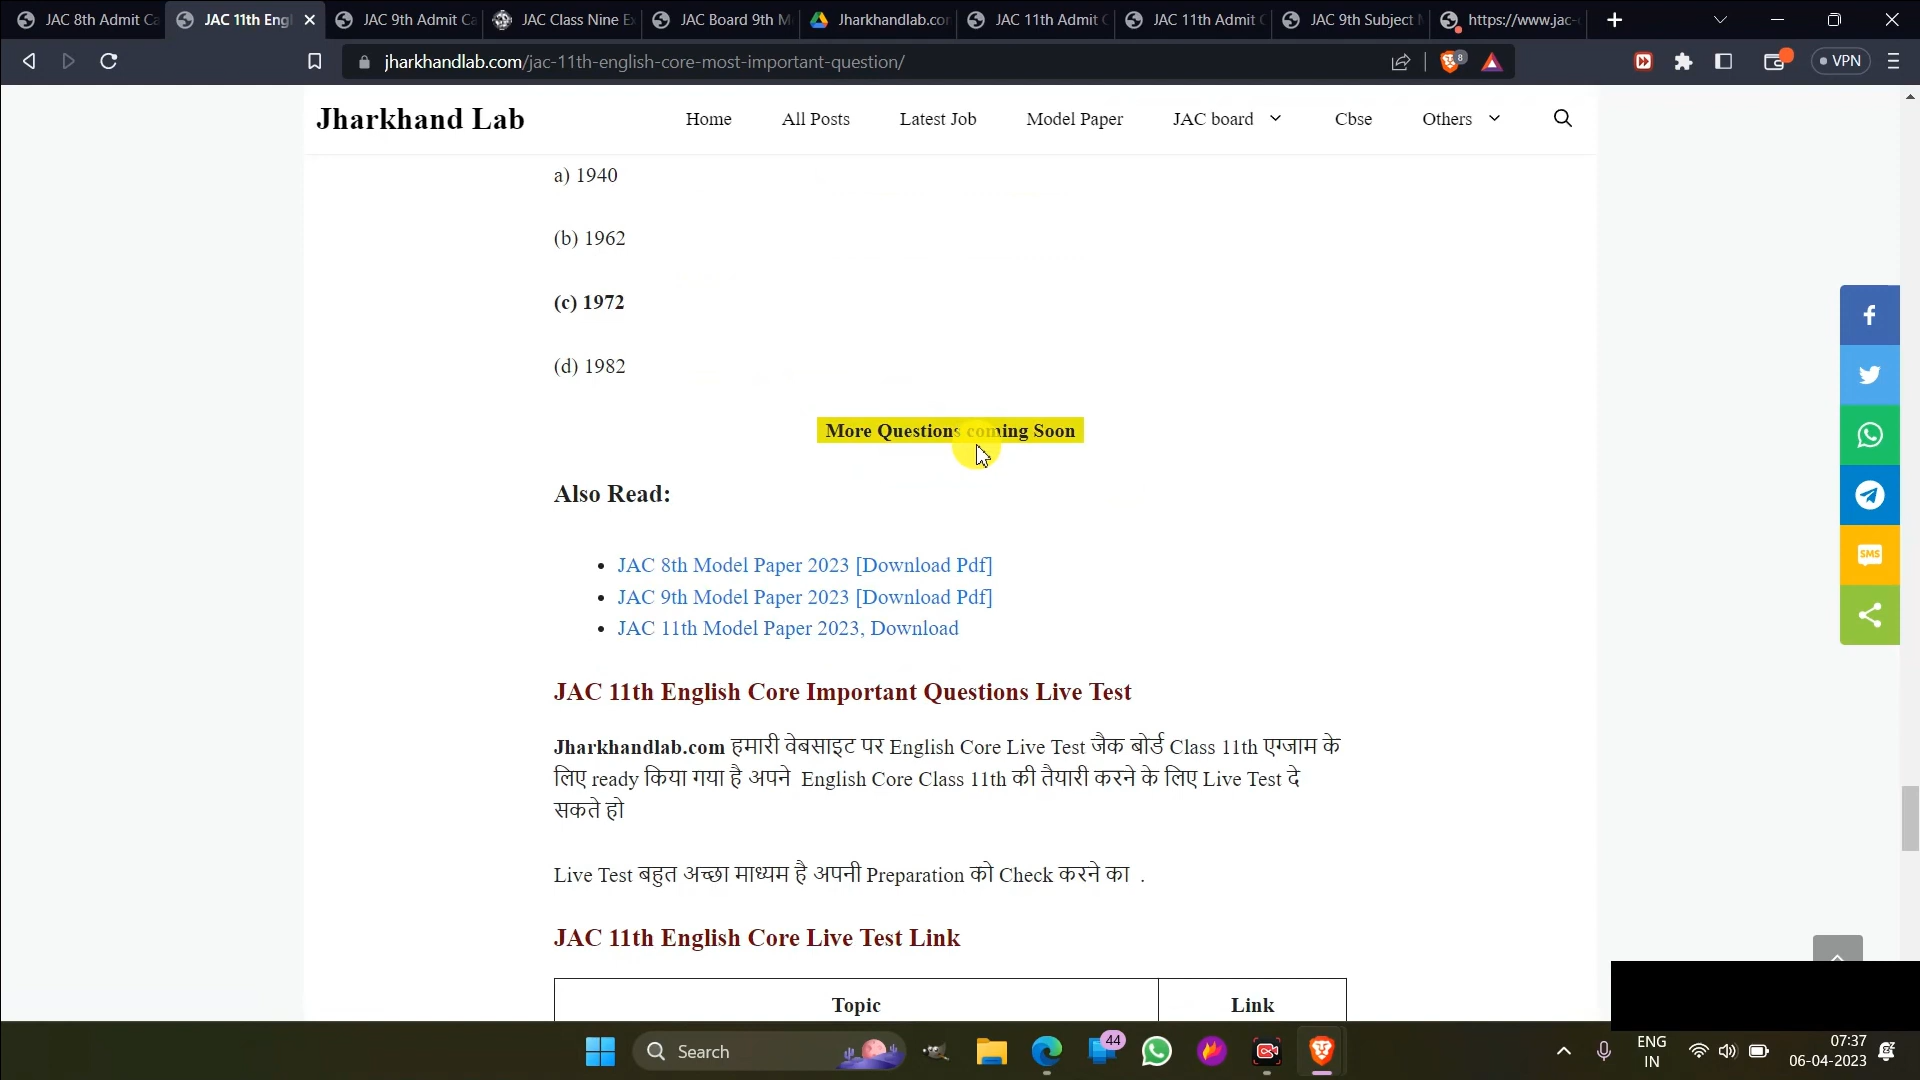 JAC 8th Admit Ca
JAC 11th Engl
JAC 9th Admit Ca
JAC Class Nine E
JAC Board 9th M
Jharkhandlab.com
JAC 11th Admit C
JAC 11th Admit C
JAC 9th Subject
https://www.jac-
jharkhandlab.com/jac-11th-english-core-most-important-question/
8
VPN
Jharkhand Lab
Home
All Posts
Latest Job
Model Paper
JAC board
Cbse
Others
a) 1940
(b) 1962
(c) 1972
(d) 1982
More Questions coming Soon
Also Read:
JAC 8th Model Paper 2023 [Download Pdf]
JAC 9th Model Paper 2023 [Download Pdf]
JAC 11th Model Paper 2023, Download
JAC 11th English Core Important Questions Live Test
Jharkhandlab.com हमारी वेबसाइट पर English Core Live Test जैक बोर्ड Class 11th एग्जाम के
लिए ready किया गया है अपने English Core Class 11th की तैयारी करने के लिए Live Test दे
सकते हो
Live Test बहुत अच्छा माध्यम है अपनी Preparation को Check करने का .
JAC 11th English Core Live Test Link
Topic
Link
SMS
Search
44
ENG
IN
07:37
06-04-2023